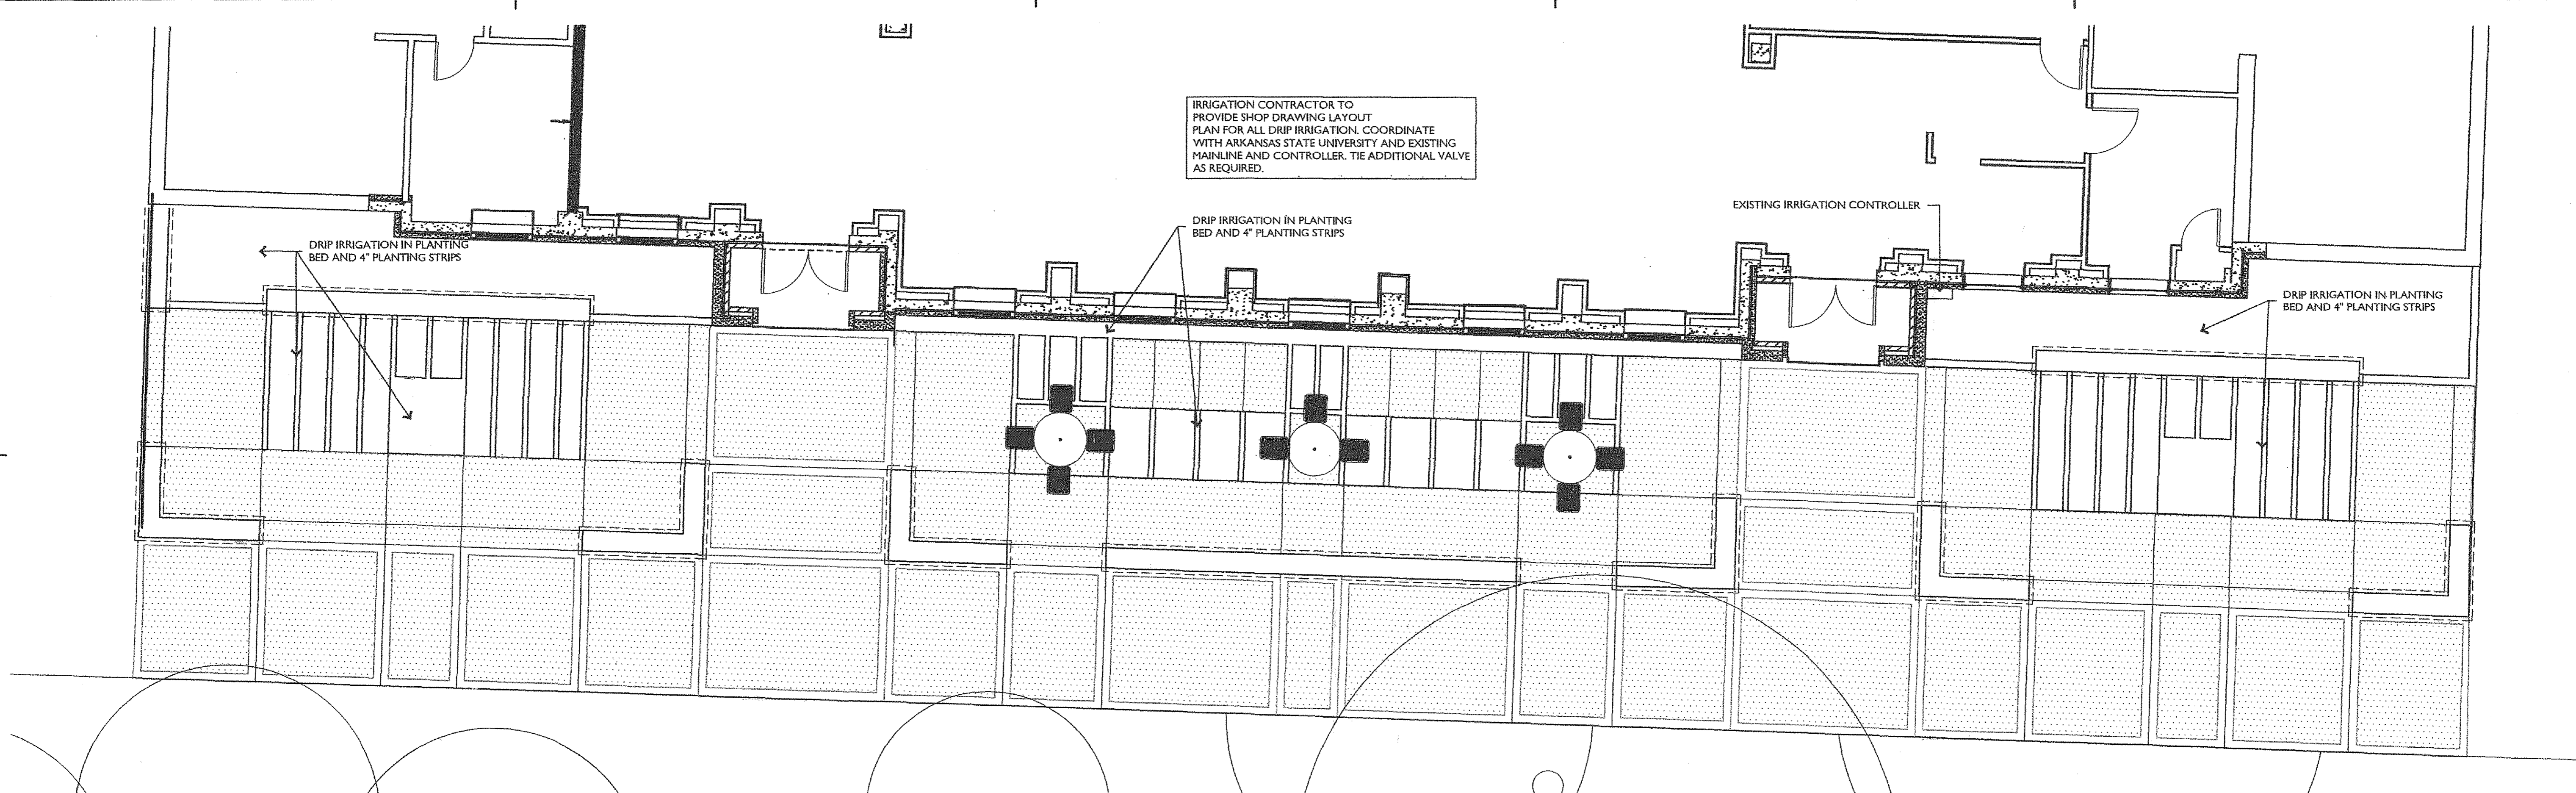 IRRIGATION CONTRACTOR TO
PROVIDE SHOP DRAWING LAYOUT
PLAN FOR ALL DRIP IRRIGATION. COORDINATE
WITH ARKANSAS STATE UNIVERSITY AND EXISTING
MAINLINE AND CONTROLLER. TIE ADDITIONAL VALVE
AS REQUIRED.
EXISTING IRRIGATION CONTROLLER
DRIP IRRIGATION IN PLANTING
BED AND 4" PLANTING STRIPS
DRIP IRRIGATION IN PLANTING
BED AND 4" PLANTING STRIPS
DRIP IRRIGATION IN PLANTING
BED AND 4" PLANTING STRIPS